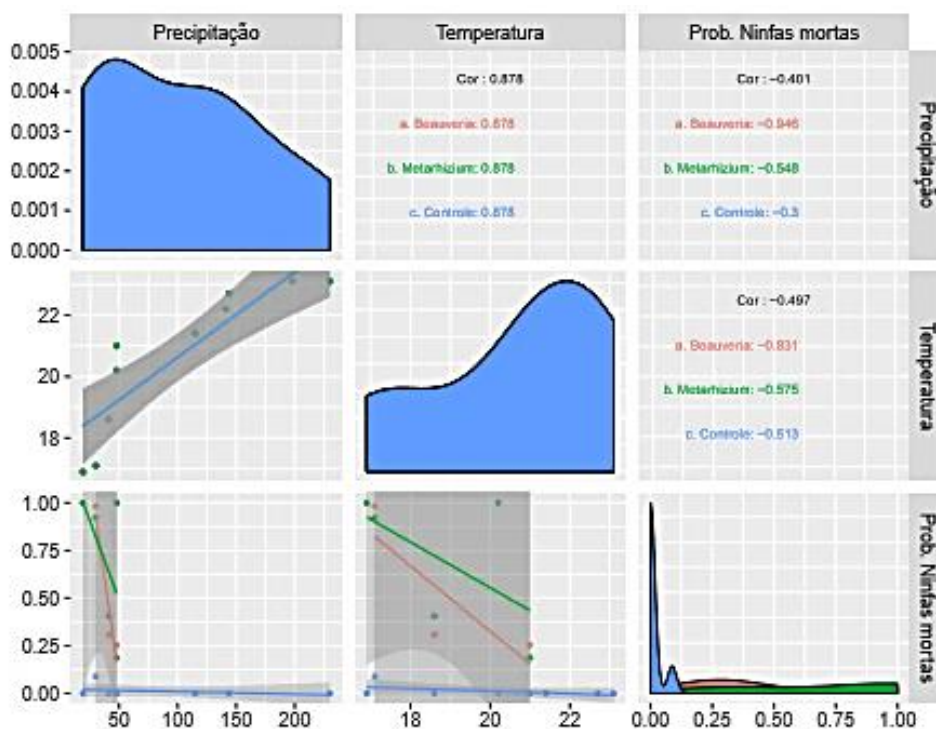 Precipitação Temperatura Prob. Ninfas mortas
0.005
0.004
0.003
0.002
0.001
0.000
Cor : 0.878
a. Beauveria: 0.878
b. Metarhizium: 0.878
c. Controle: 0.878
Cor : −0.401
a. Beauveria: −0.946
b. Metarhizium: −0.548
c. Controle: −0.3
Precipitação
22
20
18
Cor : −0.497
a. Beauveria: −0.831
b. Metarhizium: −0.575
c. Controle: −0.513
Temperatura
1.00
0.75
0.50
0.25
0.00
Prob. Ninfas mortas
50 100 150 200 18 20 22 0.00 0.25 0.50 0.75 1.00